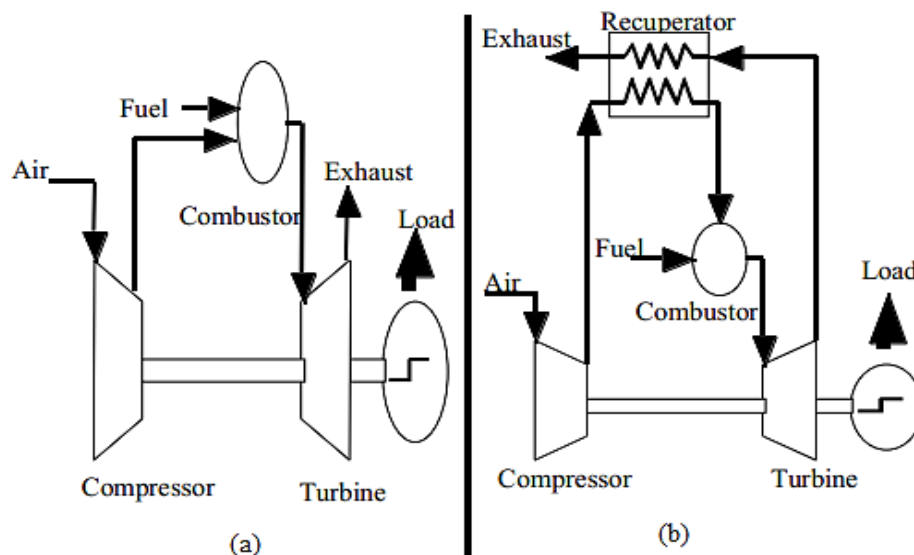 Fuel
Air
Exhaust
Combustor
Load
Compressor
Turbine
(a)
Recuperator
Exhaust
Fuel
Air
Combustor
Load
Compressor
Turbine
(b)